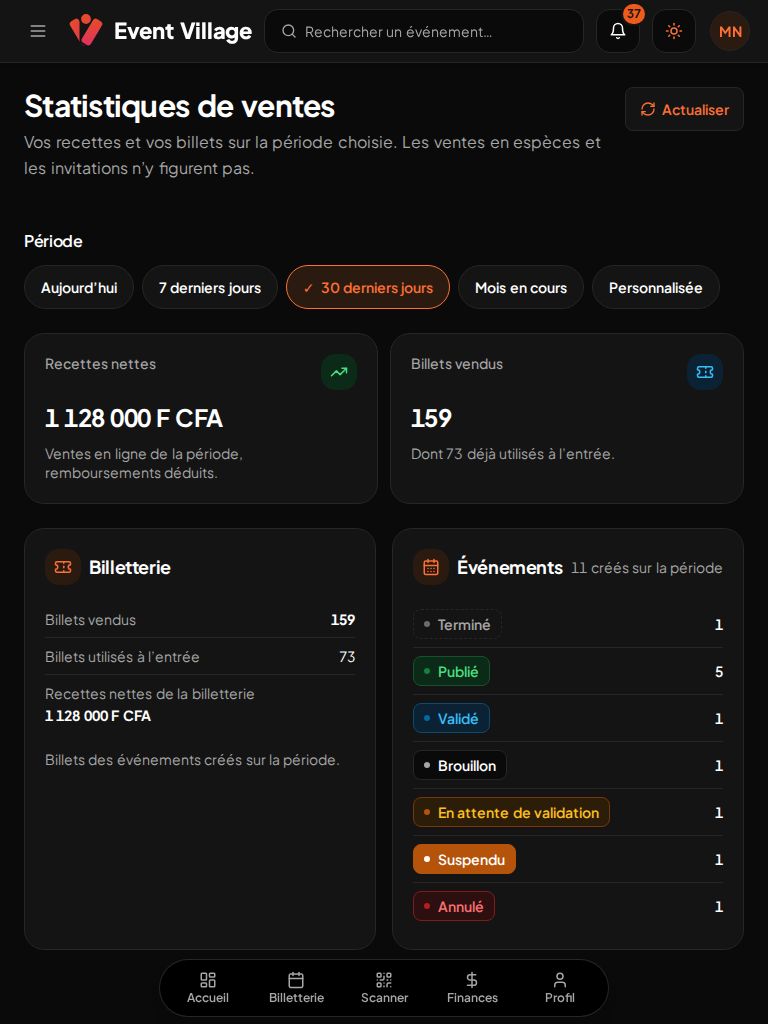 Event Village
Rechercher un événement…
37
MN
Statistiques de ventes
Actualiser
Vos recettes et vos billets sur la période choisie. Les ventes en espèces et
les invitations n’y figurent pas.
Période
Aujourd’hui
7 derniers jours
✓ 30 derniers jours
Mois en cours
Personnalisée
Recettes nettes
1 128 000 F CFA
Ventes en ligne de la période,
remboursements déduits.
Billets vendus
159
Dont 73 déjà utilisés à l’entrée.
Billetterie
Billets vendus 159
Billets utilisés à l’entrée 73
Recettes nettes de la billetterie
1 128 000 F CFA
Billets des événements créés sur la période.
Événements 11 créés sur la période
Terminé 1
Publié 5
Validé 1
Brouillon 1
En attente de validation 1
Suspendu 1
Annulé 1
Accueil
Billetterie
Scanner
Finances
Profil